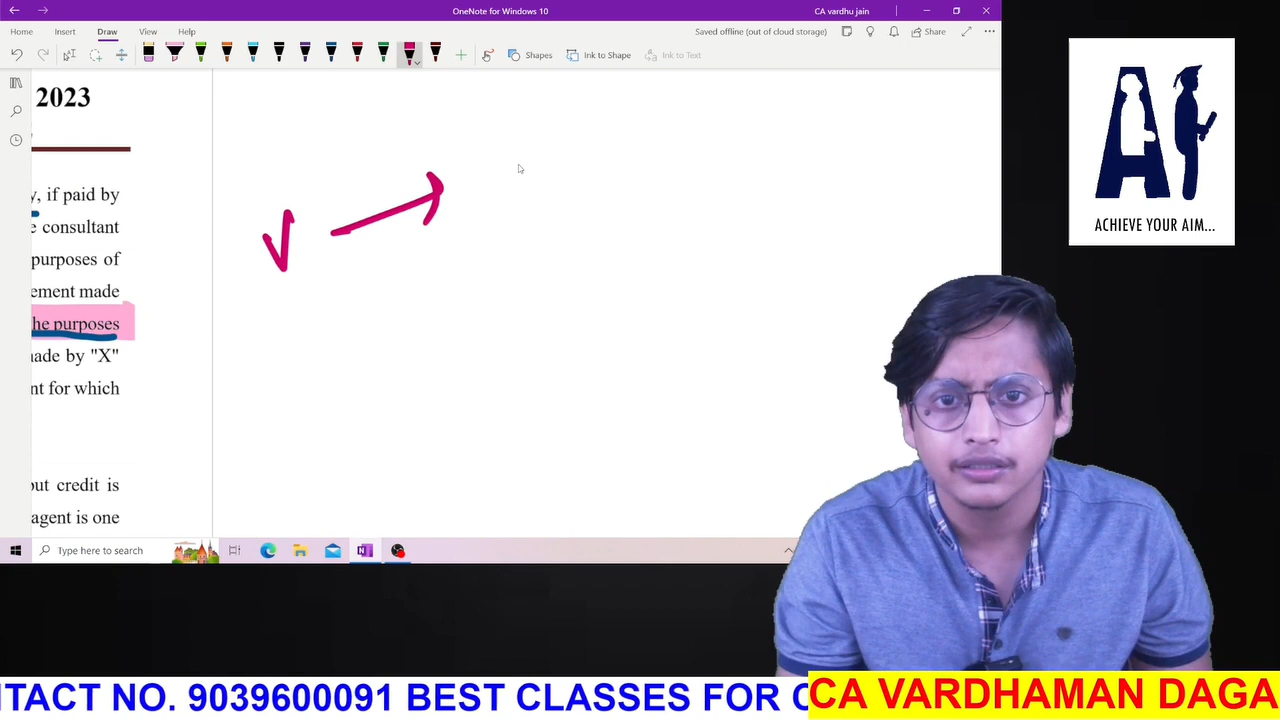 OneNote for Windows 10
CA vardhu jain
Home Insert Draw View Help
Saved offline (out of cloud storage)
Share
Shapes
Ink to Shape
Ink to Text
2023
y, if paid by
e consultant
purposes of
ement made
he purposes
ade by "X"
nt for which
out credit is
agent is one
Type here to search
ACHIEVE YOUR AIM...
NTACT NO. 9039600091 BEST CLASSES FOR C
CA VARDHAMAN DAGA